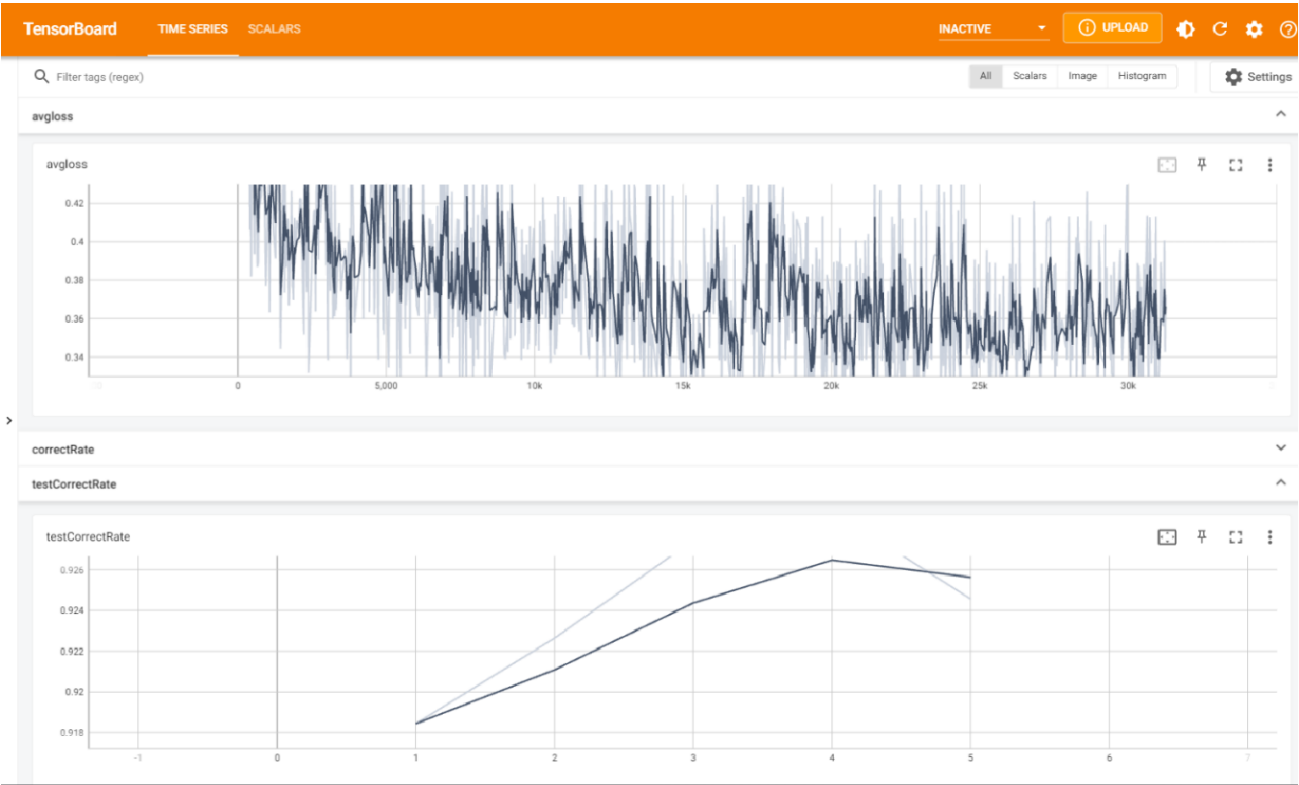 TensorBoard TIME SERIES SCALARS INACTIVE UPLOAD
Filter tags (regex) All Scalars Image Histogram Settings
avgloss
avgloss
0.42
0.4
0.38
0.36
0.34
0 5,000 10k 15k 20k 25k 30k
correctRate
testCorrectRate
testCorrectRate
0.926
0.924
0.922
0.92
0.918
-1 0 1 2 3 4 5 6 7